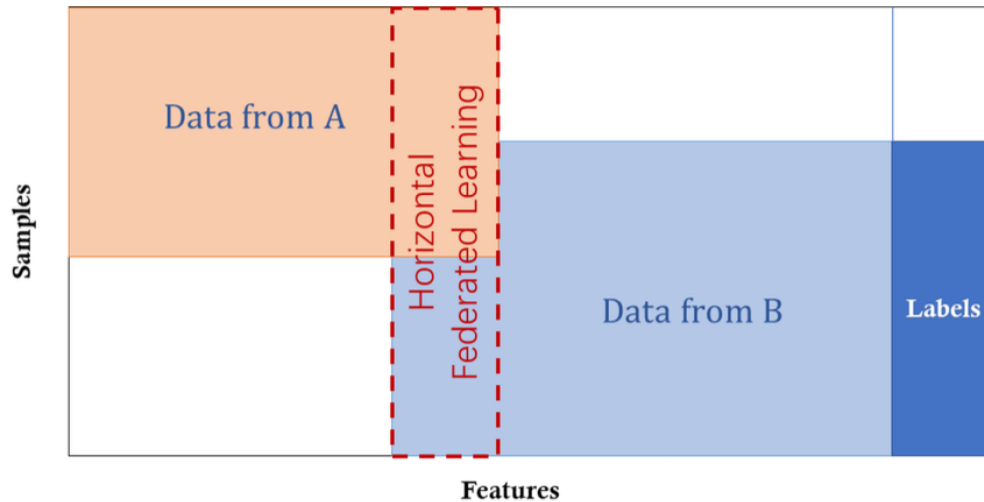 Data from A
Horizontal
Federated Learning
Samples
Data from B
Labels
Features